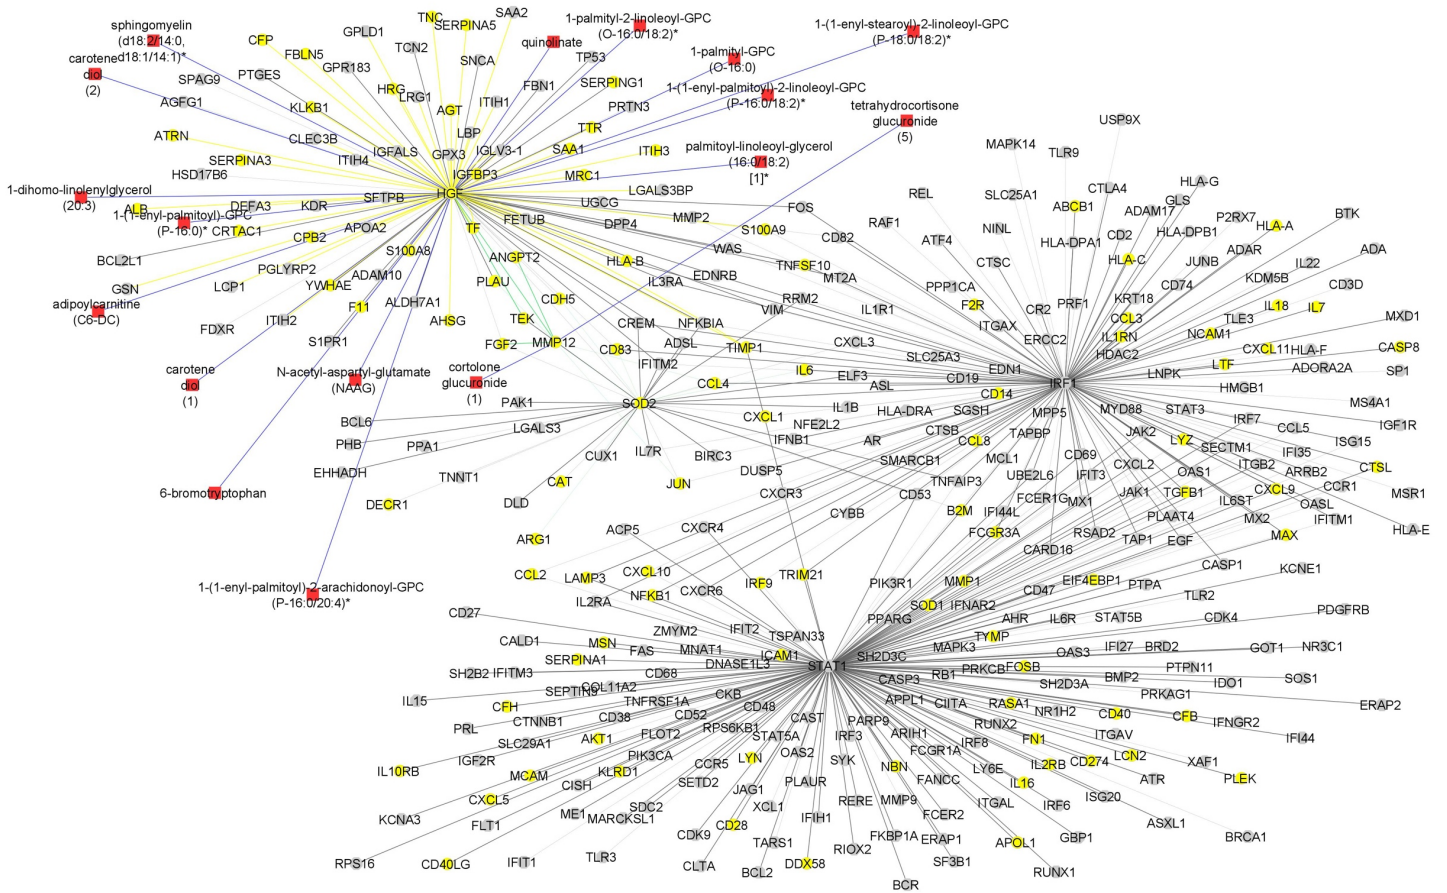 sphingomyelin
(d18:2/14:0,
d18:1/14:1)*
carotene
diol
(2)
CFP
FBLN5
GPLD1
TNC
SERPINA5
SAA2
TCN2
SNCA
quinolinate
1-palmityl-2-linoleoyl-GPC
(O-16:0/18:2)*
1-(1-enyl-stearoyl)-2-linoleoyl-GPC
(P-18:0/18:2)*
TP53
1-palmityl-GPC
(O-16:0)
SPAG9
PTGES
GPR183
HRG
LRG1
ITIH1
FBN1
SERPING1
PRTN3
1-(1-enyl-palmitoyl)-2-linoleoyl-GPC
(P-16:0/18:2)*
tetrahydrocortisone
glucuronide
(5)
AGFG1
KLKB1
AGT
LBP
TTR
ATRN
CLEC3B
IGFALS
GPX3
IGLV3-1
SAA1
ITIH3
palmitoyl-linoleoyl-glycerol
(16:0/18:2)
[1]*
SERPINA3
ITIH4
HSD17B6
IGFBP3
MRC1
HGF
LGALS3BP
1-dihomo-linolenylglycerol
(20:3)
ALB
DEFA3
KDR
SFTPB
1-(1-enyl-palmitoyl)-GPC
(P-16:0)*
CRTAC1
CPB2
APOA2
TF
FETUB
UGCG
DPP4
MMP2
FOS
BCL2L1
S100A8
ANGPT2
HLA-B
WAS
S100A9
CD82
PGLYRP2
ADAM10
PLAU
IL3RA
EDNRB
TNFSF10
MT2A
GSN
LCP1
YWHAE
ALDH7A1
CDH5
RRM2
VIM
IL1R1
adipoylcarnitine
(C6-DC)
F11
ITIH2
FDXR
AHSG
TEK
CREM
NFKBIA
S1PR1
FGF2
MMP12
CD83
ADSL
TIMP1
CXCL3
IFITM2
carotene
diol
(1)
N-acetyl-aspartyl-glutamate
(NAAG)
cortolone
glucuronide
(1)
CCL4
IL6
ELF3
ASL
SLC25A3
CD19
EDN1
IRF1
USP9X
MAPK14
TLR9
REL
SLC25A1
ABCB1
CTLA4
HLA-G
GLS
RAF1
ADAM17
P2RX7
HLA-A
BTK
ATF4
NINL
HLA-DPA1
CD2
HLA-DPB1
ADAR
ADA
CTSC
HLA-C
JUNB
IL22
PPP1CA
CD74
KDM5B
CD3D
F2R
CR2
PRF1
KRT18
IL18
IL7
ITGAX
CCL3
TLE3
MXD1
ERCC2
IL1RN
NCAM1
HDAC2
CXCL11
HLA-F
CASP8
LTF
ADORA2A
SP1
LNPK
HMGB1
MS4A1
SOD2
PAK1
CXCL1
IL1B
HLA-DRA
SGSH
CD14
MPP5
MYD88
STAT3
IRF7
IGF1R
BCL6
LGALS3
NFE2L2
IFNB1
AR
CTSB
CCL8
TAPBP
JAK2
LYZ
CCL5
ISG15
PHB
PPA1
IL7R
BIRC3
SMARCB1
MCL1
CD69
SECTM1
IFI35
CUX1
DUSP5
ITGB2
ARRB2
CTSL
EHHADH
TNNT1
CAT
JUN
CXCR3
TNFAIP3
UBE2L6
IFIT3
CXCL2
OAS1
CCR1
6-bromotryptophan
DECR1
DLD
CD53
FCER1G
MX1
JAK1
TGFB1
CXCL9
MSR1
CYBB
B2M
IFI44L
IL6ST
OASL
ARG1
ACP5
CXCR4
FCGR3A
RSAD2
PLAAT4
MX2
IFITM1
HLA-E
TAP1
EGF
MAX
CARD16
CCL2
LAMP3
CXCL10
IRF9
TRIM21
CASP1
KCNE1
1-(1-enyl-palmitoyl)-2-arachidonoyl-GPC
(P-16:0/20:4)*
IL2RA
NFKB1
CXCR6
PIK3R1
MMP1
CD47
EIF4EBP1
PTPA
TLR2
SOD1
IFNAR2
CD27
PPARG
AHR
IL6R
STAT5B
CDK4
PDGFRB
ZMYM2
IFIT2
TSPAN33
CALD1
MSN
FAS
MNAT1
ICAM1
MAPK3
TYMP
OAS3
IFI27
BRD2
GOT1
NR3C1
SERPINA1
DNASE1L3
STAT1
SH2D3C
PRKCB
FOSB
PTPN11
SH2B2
IFITM3
CD68
CASP3
RB1
SH2D3A
BMP2
IDO1
SOS1
IL15
SEPTIN9
COL11A2
CKB
APPL1
CIITA
RASA1
PRKAG1
ERAP2
CFH
TNFRSF1A
CD48
NR1H2
CD40
CFB
IFNGR2
PRL
CTNNB1
CD38
CD52
CAST
PARP9
RUNX2
SLC29A1
AKT1
FLOT2
RPS6KB1
STAT5A
IRF3
ARIH1
IRF8
FN1
ITGAV
IFI44
IGF2R
PIK3CA
OAS2
FCGR1A
IL10RB
MCAM
KLRD1
CCR5
LYN
SYK
NBN
LY6E
IL2RB
CD274
LCN2
XAF1
CISH
SETD2
PLAUR
FANCC
IL16
ATR
PLEK
CXCL5
SDC2
JAG1
XCL1
RERE
MMP9
ITGAL
IRF6
ISG20
KCNA3
FLT1
ME1
MARCKSL1
CD28
IFIH1
FCER2
ASXL1
CDK9
TARS1
FKBP1A
ERAP1
APOL1
GBP1
BRCA1
RPS16
CD40LG
IFIT1
TLR3
CLTA
BCL2
DDX58
RIOX2
SF3B1
RUNX1
BCR